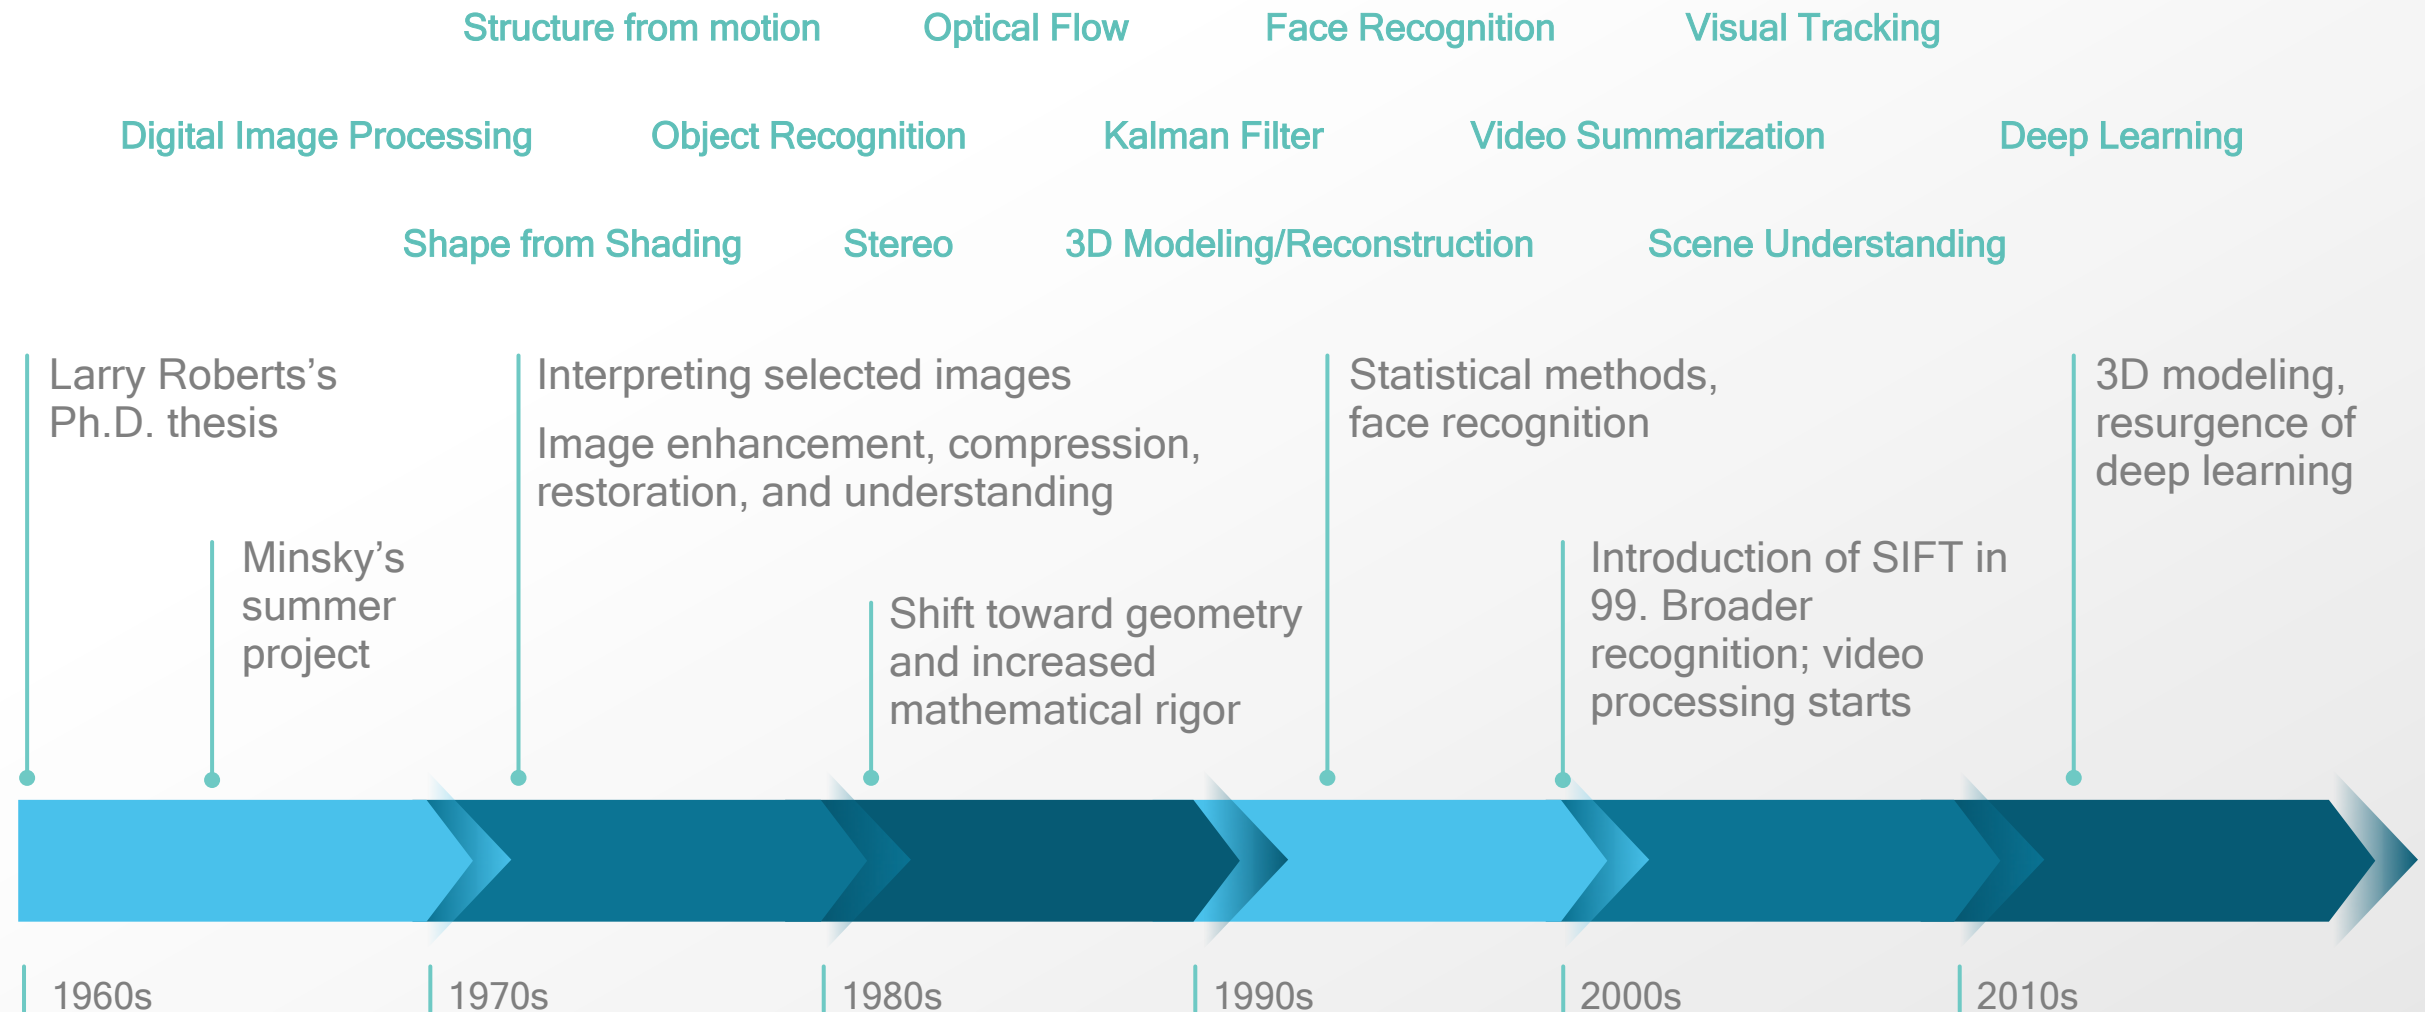 Structure from motion
Optical Flow
Face Recognition
Visual Tracking
Digital Image Processing
Object Recognition
Kalman Filter
Video Summarization
Deep Learning
Shape from Shading
Stereo
3D Modeling/Reconstruction
Scene Understanding
Larry Roberts’s
Ph.D. thesis
Minsky’s
summer
project
Interpreting selected images
Image enhancement, compression,
restoration, and understanding
Shift toward geometry
and increased
mathematical rigor
Statistical methods,
face recognition
Introduction of SIFT in
99. Broader
recognition; video
processing starts
3D modeling,
resurgence of
deep learning
1960s
1970s
1980s
1990s
2000s
2010s